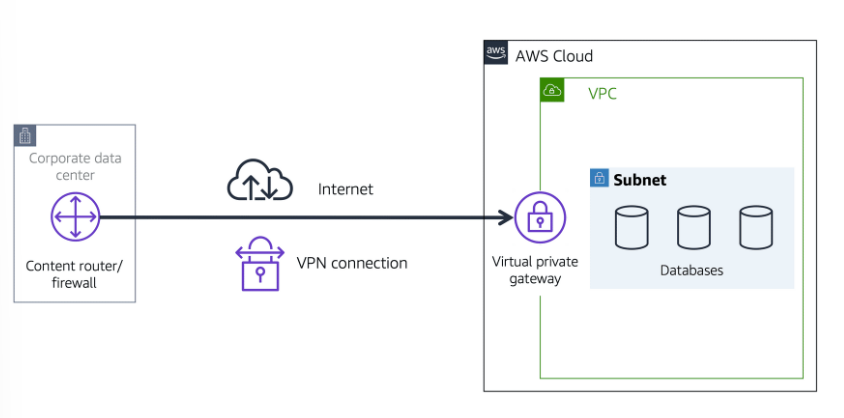 aws
AWS Cloud
VPC
Corporate data
center
Content router/
firewall
Internet
VPN connection
Virtual private
gateway
Subnet
Databases